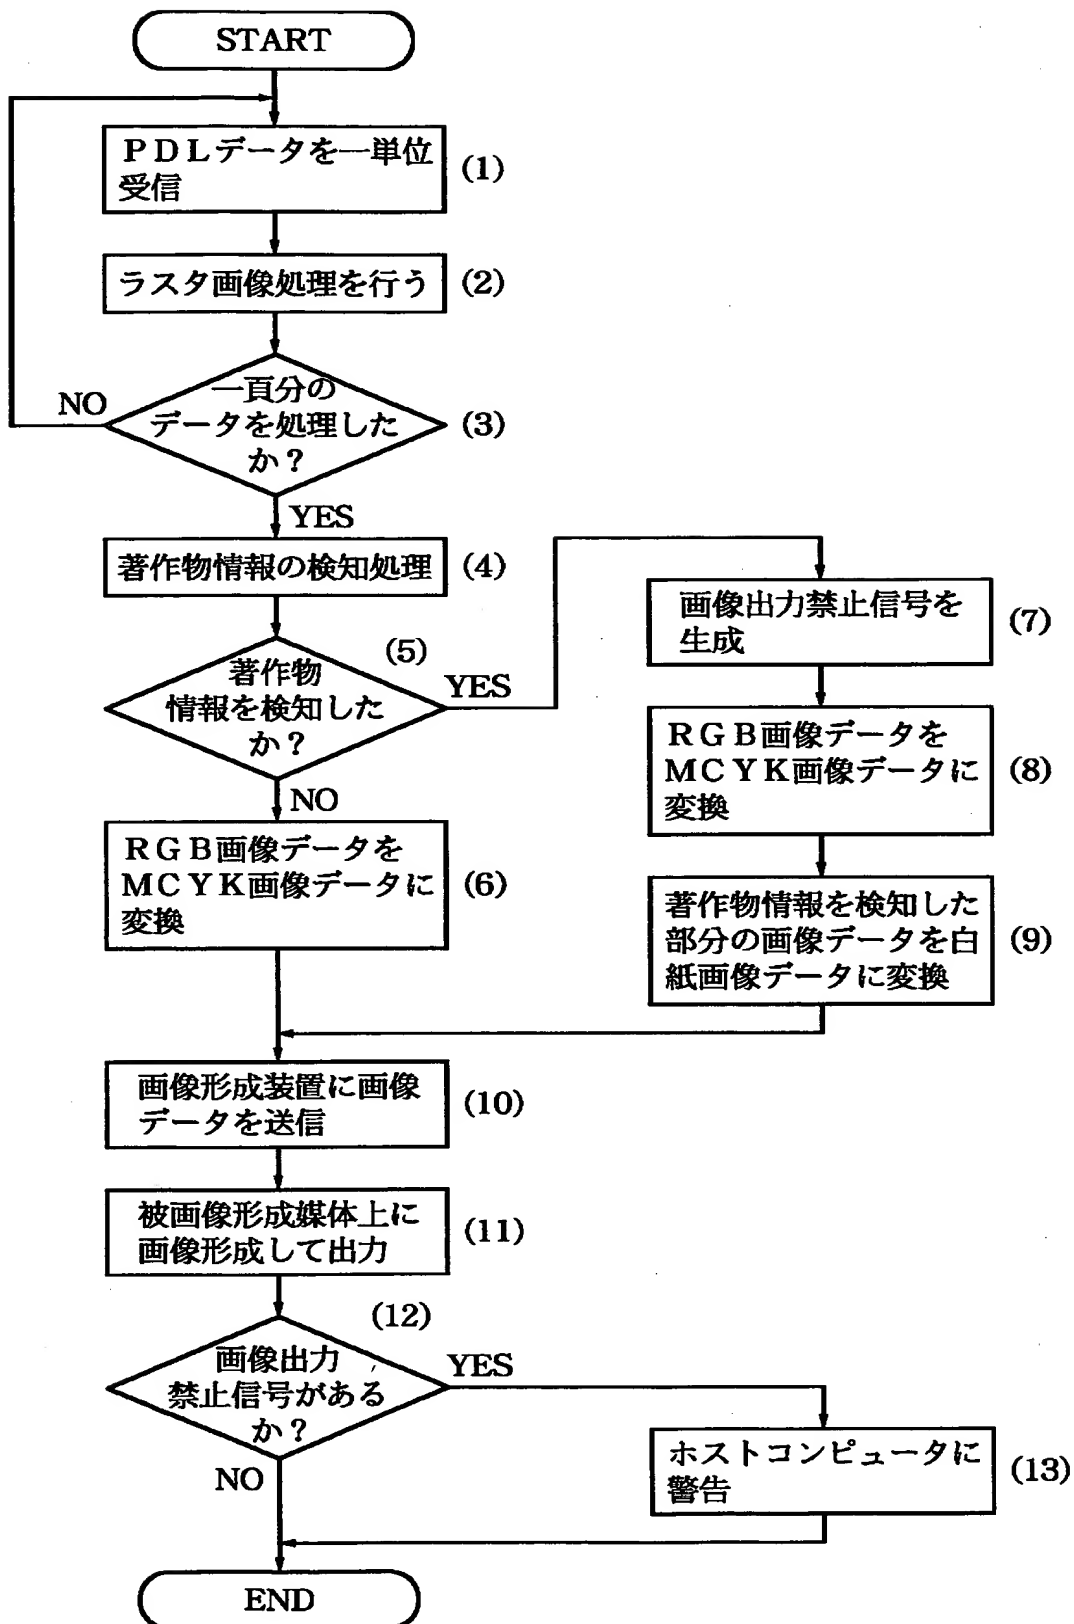 START
ＰＤＬデータを一単位
受信
(1)
ラスタ画像処理を行う
(2)
一頁分の
データを処理した
か？
(3)
NO
YES
著作物情報の検知処理
(4)
著作物
情報を検知した
か？
(5)
YES
NO
ＲＧＢ画像データを
ＭＣＹＫ画像データに
変換
(6)
画像出力禁止信号を
生成
(7)
ＲＧＢ画像データを
ＭＣＹＫ画像データに
変換
(8)
著作物情報を検知した
部分の画像データを白
紙画像データに変換
(9)
画像形成装置に画像
データを送信
(10)
被画像形成媒体上に
画像形成して出力
(11)
(12)
画像出力
禁止信号がある
か？
YES
NO
ホストコンピュータに
警告
(13)
END